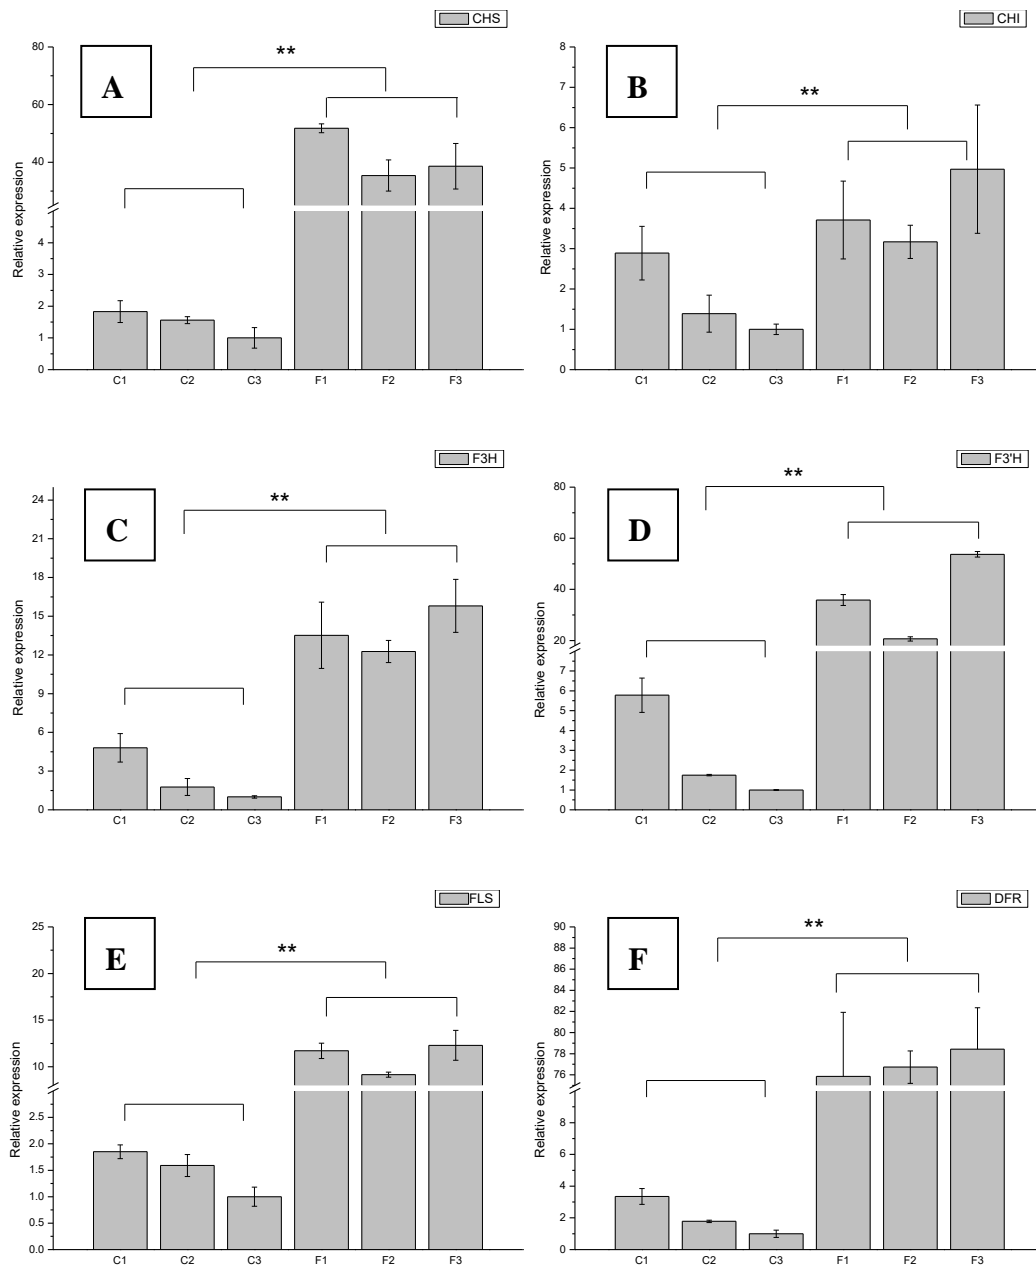 CHS
A
**
Relative expression
80
60
40
4
3
2
1
0
C1 C2 C3 F1 F2 F3
CHI
B
**
Relative expression
8
7
6
5
4
3
2
1
0
C1 C2 C3 F1 F2 F3
F3H
C
**
Relative expression
24
21
18
15
12
9
6
3
0
C1 C2 C3 F1 F2 F3
F3'H
D
**
Relative expression
80
60
40
20
7
6
5
4
3
2
1
0
C1 C2 C3 F1 F2 F3
FLS
E
**
Relative expression
25
20
15
10
2.5
2.0
1.5
1.0
0.5
0.0
C1 C2 C3 F1 F2 F3
DFR
F
**
Relative expression
90
88
86
84
82
80
78
76
8
6
4
2
0
C1 C2 C3 F1 F2 F3